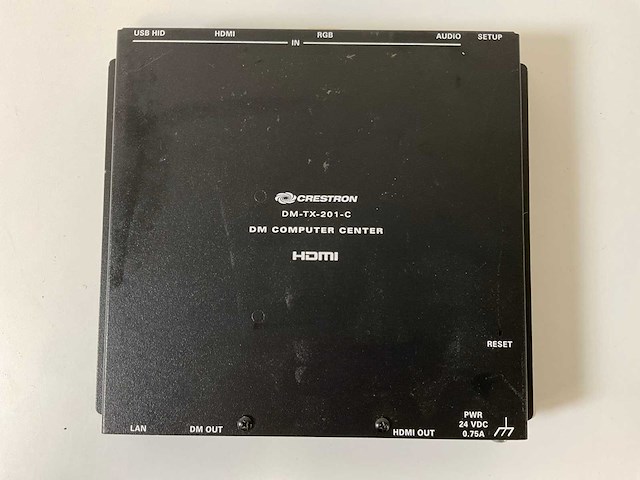 USB HID HDMI RGB AUDIO SETUP
IN
CRESTRON
DM-TX-201-C
DM COMPUTER CENTER
HDMI
RESET
LAN DM OUT HDMI OUT
PWR
24 VDC
0.75A